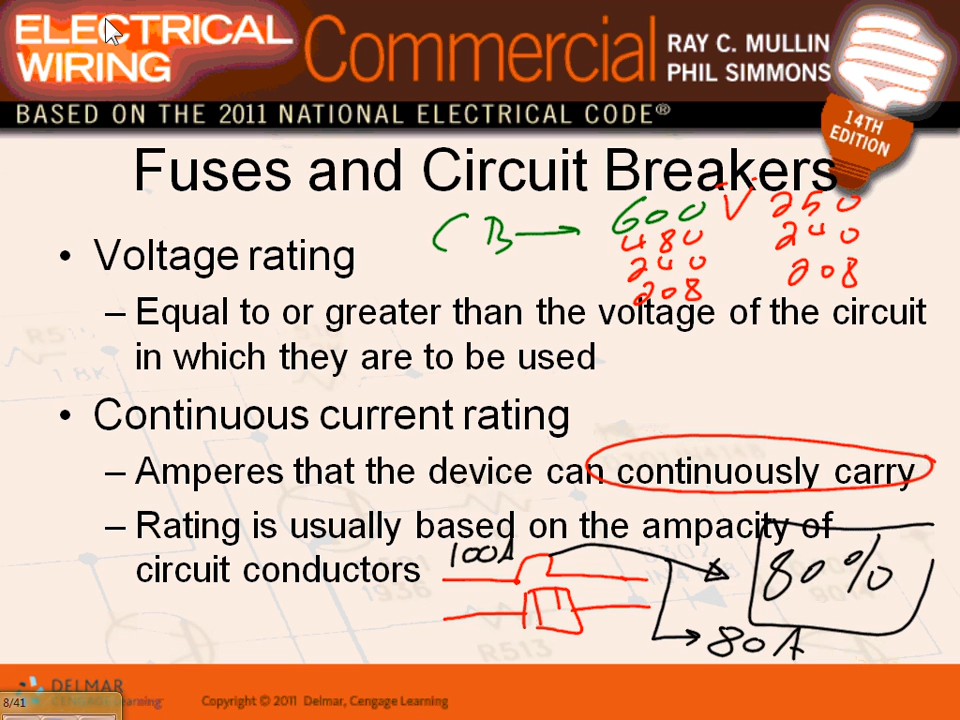 ELECTRICAL WIRING Commercial RAY C. MULLIN
PHIL SIMMONS
BASED ON THE 2011 NATIONAL ELECTRICAL CODE®
14TH EDITION
Fuses and Circuit Breakers
CB → 600 V 250
480 240
240 208
208
• Voltage rating
– Equal to or greater than the voltage of the circuit
in which they are to be used
• Continuous current rating
– Amperes that the device can continuously carry
– Rating is usually based on the ampacity of
circuit conductors
100A
80%
80A
DELMAR
CENGAGE Learning
Copyright © 2011 Delmar, Cengage Learning
8/41